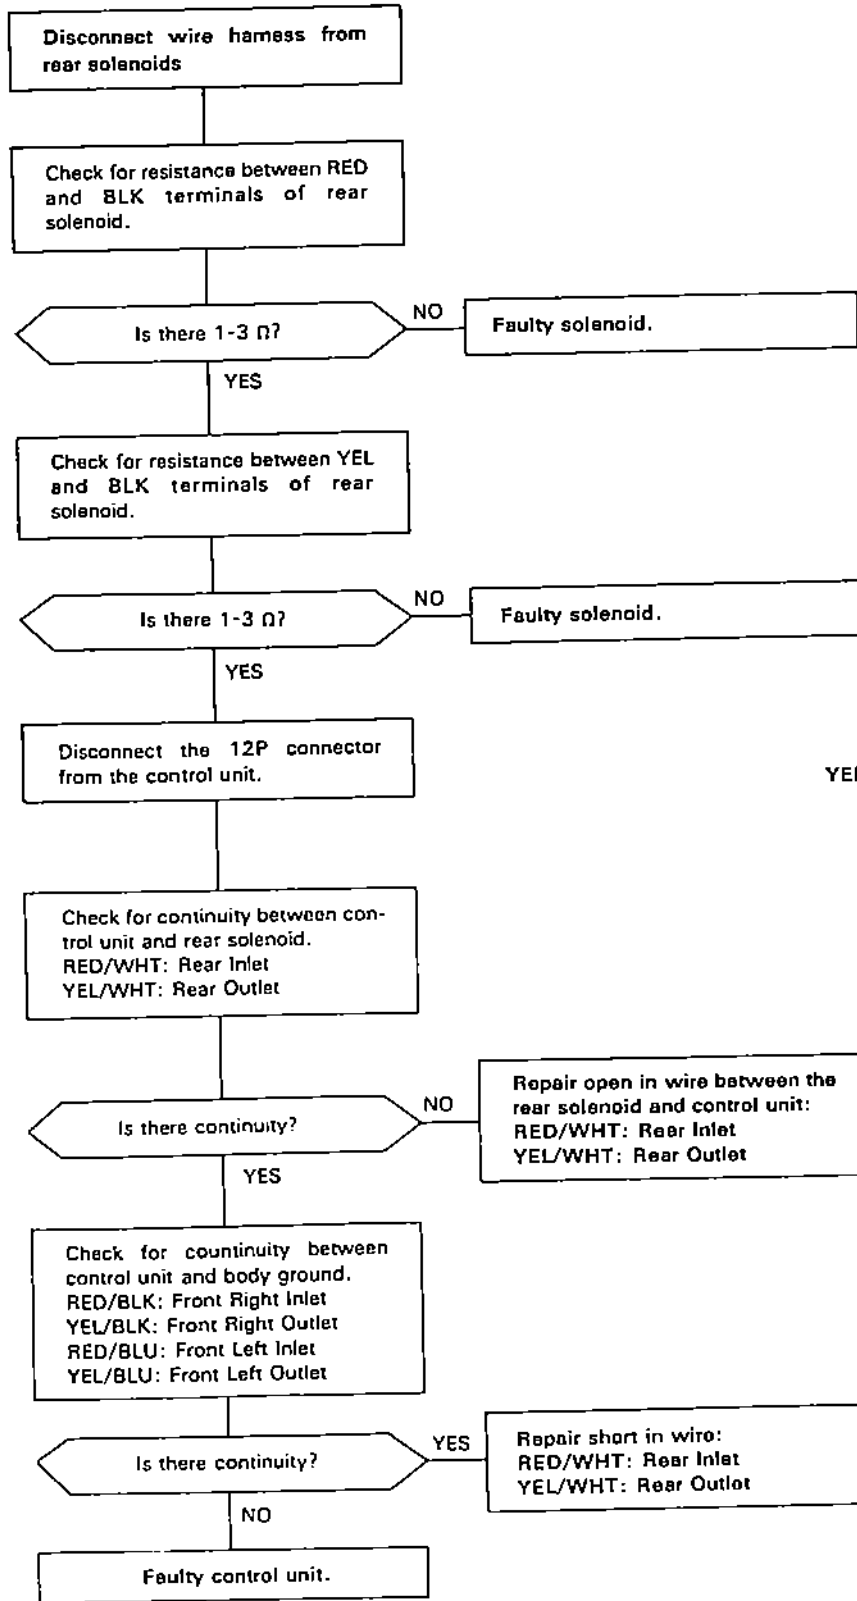 Disconnect wire harness from
rear solenoids
Check for resistance between RED
and BLK terminals of rear
solenoid.
Is there 1-3 Ω?
NO
Faulty solenoid.
YES
Check for resistance between YEL
and BLK terminals of rear
solenoid.
Is there 1-3 Ω?
NO
Faulty solenoid.
YES
Disconnect the 12P connector
from the control unit.
Check for continuity between con-
trol unit and rear solenoid.
RED/WHT: Rear Inlet
YEL/WHT: Rear Outlet
Is there continuity?
NO
Repair open in wire between the
rear solenoid and control unit:
RED/WHT: Rear Inlet
YEL/WHT: Rear Outlet
YES
Check for countinuity between
control unit and body ground.
RED/BLK: Front Right Inlet
YEL/BLK: Front Right Outlet
RED/BLU: Front Left Inlet
YEL/BLU: Front Left Outlet
Is there continuity?
YES
Repair short in wire:
RED/WHT: Rear Inlet
YEL/WHT: Rear Outlet
NO
Faulty control unit.